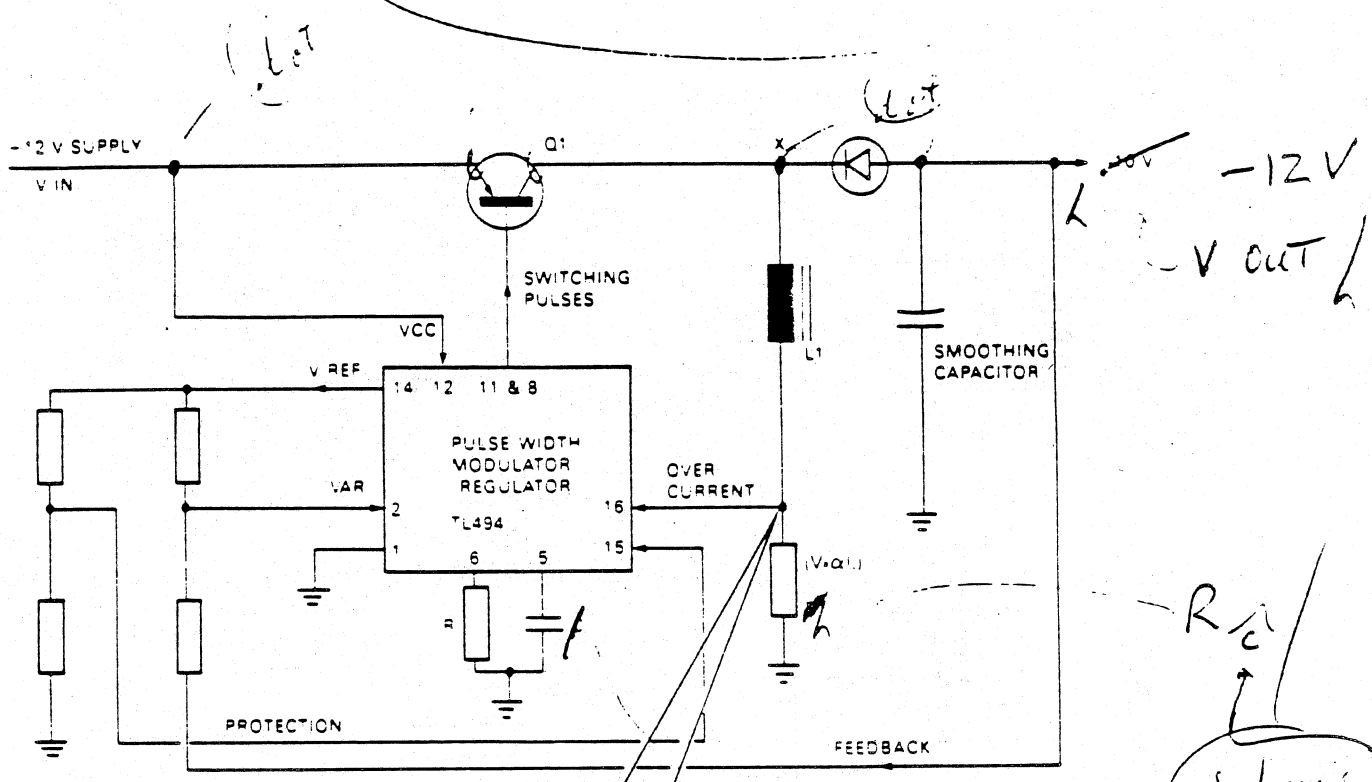 -12 V SUPPLY
V IN
Q1
X
-12 V
V OUT
SWITCHING
PULSES
VCC
L1
SMOOTHING
CAPACITOR
V REF
14 12 11 & 8
PULSE WIDTH
MODULATOR
REGULATOR
TL494
VAR
2
1
6 5
16
15
OVER
CURRENT
PROTECTION
FEEDBACK